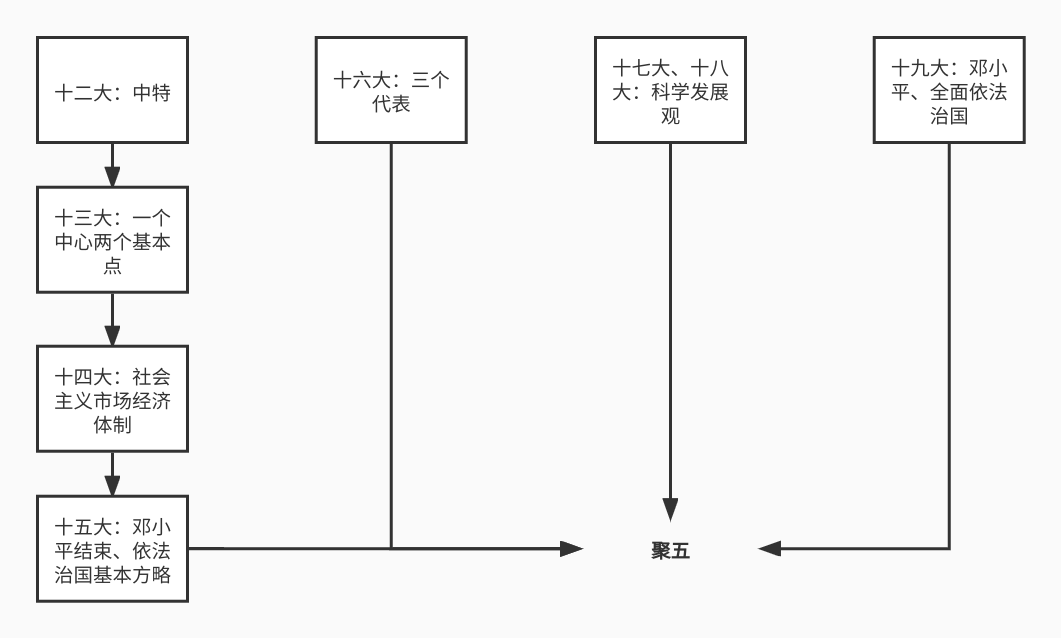 十二大：中特
十三大：一个
中心两个基本
点
十四大：社会
主义市场经济
体制
十五大：邓小
平结束、依法
治国基本方略
十六大：三个
代表
十七大、十八
大：科学发展
观
十九大：邓小
平、全面依法
治国
聚五